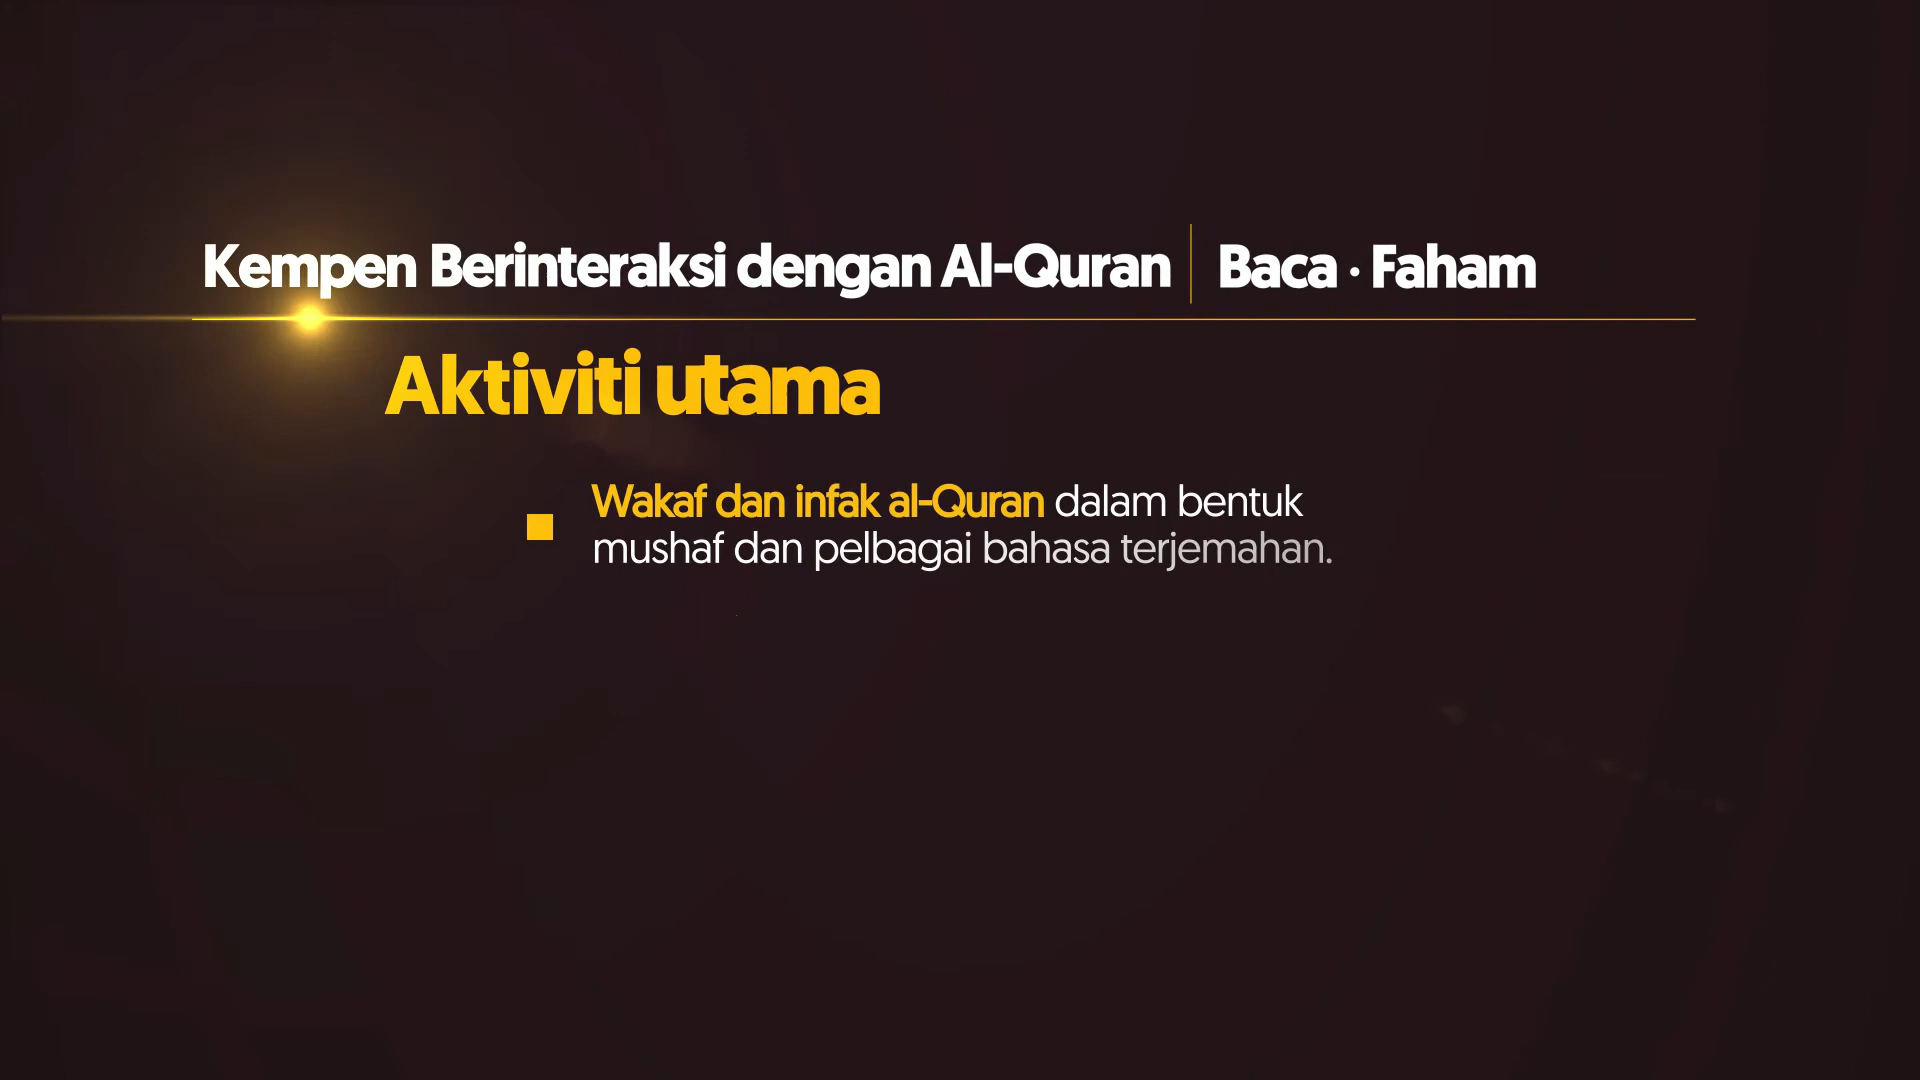 Kempen Berinteraksi dengan Al-Quran Baca · Faham
Aktiviti utama
Wakaf dan infak al-Quran dalam bentuk
mushaf dan pelbagai bahasa terjemahan.